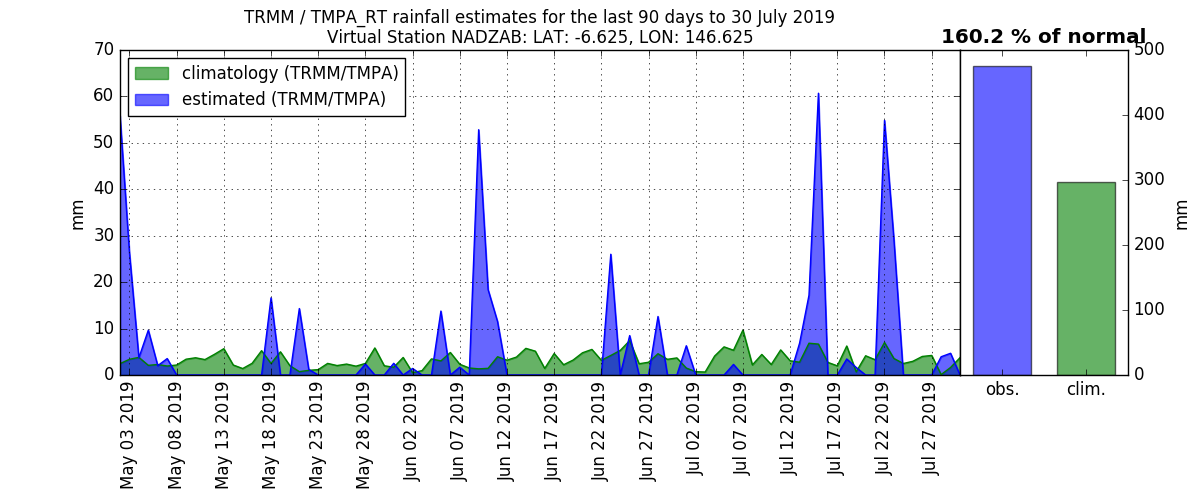 TRMM / TMPA_RT rainfall estimates for the last 90 days to 30 July 2019
Virtual Station NADZAB: LAT: -6.625, LON: 146.625
160.2 % of normal
climatology (TRMM/TMPA)
estimated (TRMM/TMPA)
mm
70
60
50
40
30
20
10
0
May 03 2019
May 08 2019
May 13 2019
May 18 2019
May 23 2019
May 28 2019
Jun 02 2019
Jun 07 2019
Jun 12 2019
Jun 17 2019
Jun 22 2019
Jun 27 2019
Jul 02 2019
Jul 07 2019
Jul 12 2019
Jul 17 2019
Jul 22 2019
Jul 27 2019
500
400
300
200
100
0
mm
obs.
clim.